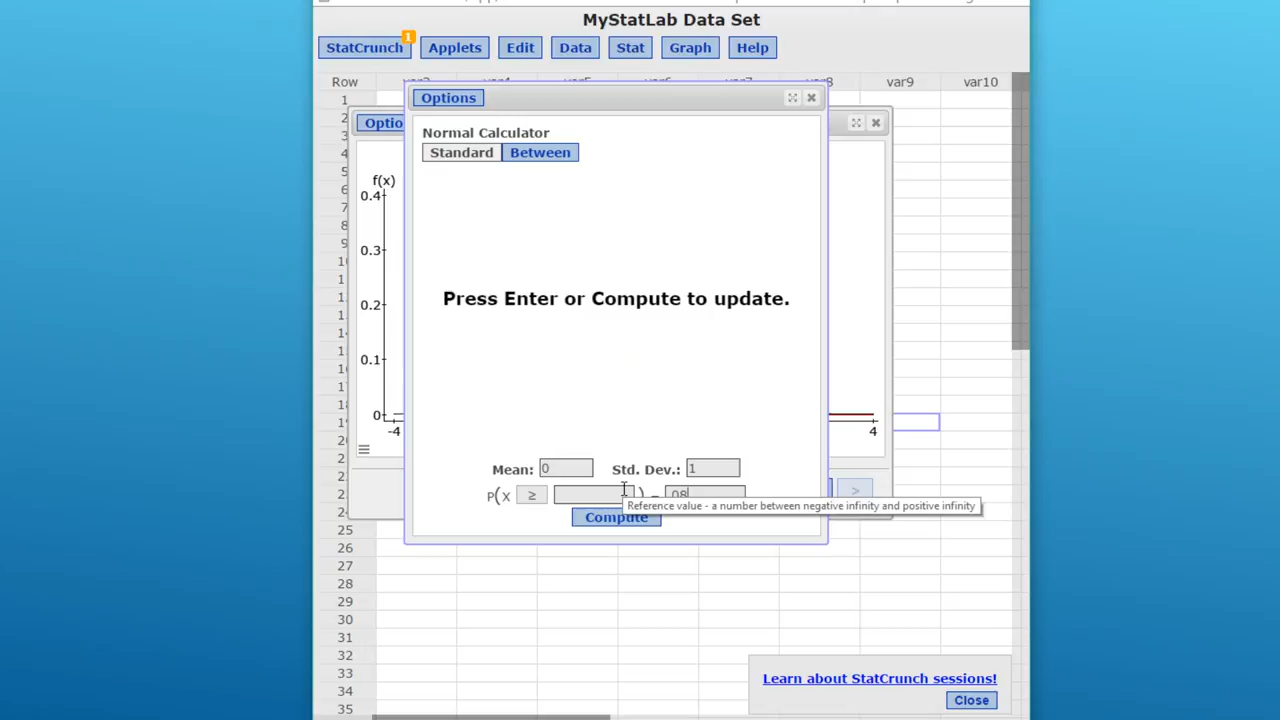 MyStatLab Data Set
StatCrunch 1 Applets Edit Data Stat Graph Help
Row var9 var10
Options
Normal Calculator
Standard Between
f(x)
0.4
0.3
0.2
0.1
0
-4 4
Press Enter or Compute to update.
Mean: 0 Std. Dev.: 1
P(x ≥ ) = .08
Reference value - a number between negative infinity and positive infinity
Compute
1
25
26
27
28
29
30
31
32
33
34
35
Learn about StatCrunch sessions!
Close